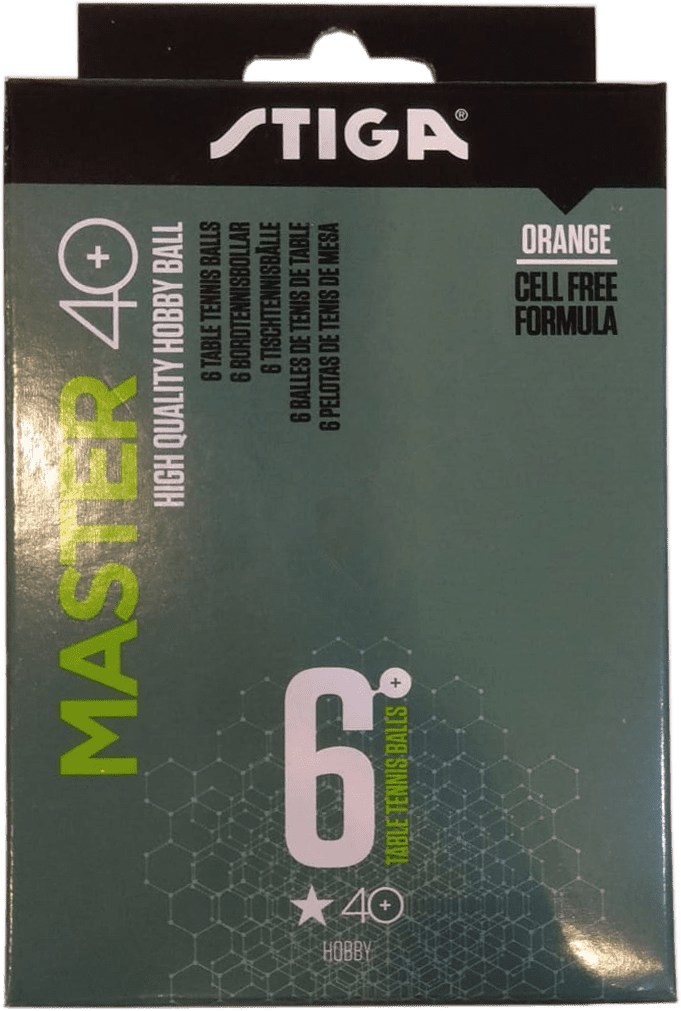 STIGA®
ORANGE
CELL FREE
FORMULA
MASTER 40+
HIGH QUALITY HOBBY BALL
6 TABLE TENNIS BALLS
6 BORDTENNISBOLLAR
6 TISCHTENNISBÄLLE
6 BALLES DE TENIS DE TABLE
6 PELOTAS DE TENIS DE MESA
6+
TABLE TENNIS BALLS
★ 40+
HOBBY